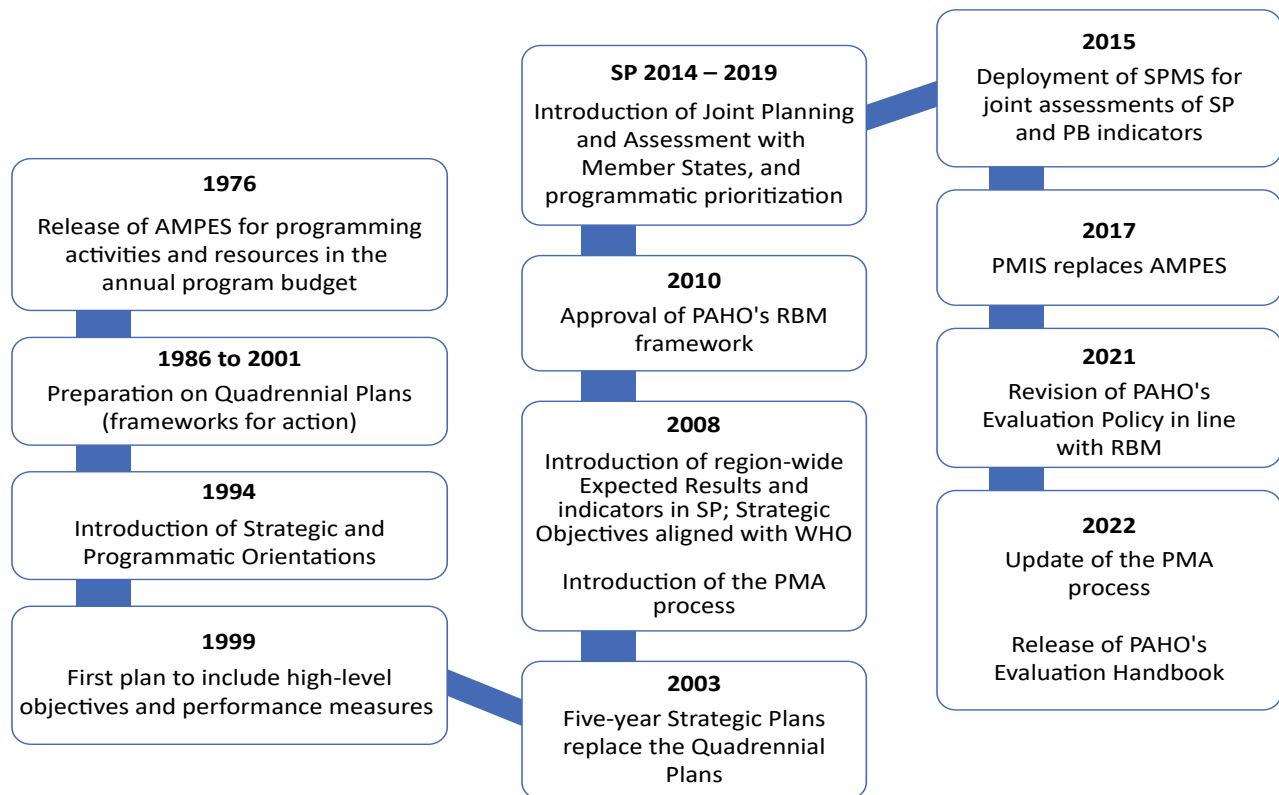 1976
Release of AMPES for programming
activities and resources in the
annual program budget
1986 to 2001
Preparation on Quadrennial Plans
(frameworks for action)
1994
Introduction of Strategic and
Programmatic Orientations
1999
First plan to include high-level
objectives and performance measures
2003
Five-year Strategic Plans
replace the Quadrennial
Plans
2008
Introduction of region-wide
Expected Results and
indicators in SP; Strategic
Objectives aligned with WHO
Introduction of the PMA
process
2010
Approval of PAHO's RBM
framework
SP 2014 – 2019
Introduction of Joint Planning
and Assessment with
Member States, and
programmatic prioritization
2015
Deployment of SPMS for
joint assessments of SP
and PB indicators
2017
PMIS replaces AMPES
2021
Revision of PAHO's
Evaluation Policy in line
with RBM
2022
Update of the PMA
process
Release of PAHO's
Evaluation Handbook